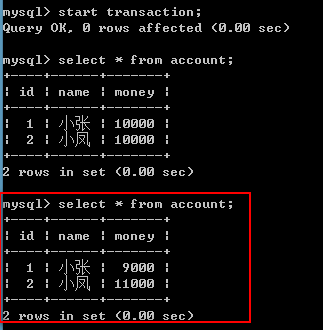 mysql> start transaction;
Query OK, 0 rows affected (0.00 sec)
mysql> select * from account;
+----+------+-------+
| id | name | money |
+----+------+-------+
|  1 | 小张 | 10000 |
|  2 | 小凤 | 10000 |
+----+------+-------+
2 rows in set (0.00 sec)
mysql> select * from account;
+----+------+-------+
| id | name | money |
+----+------+-------+
|  1 | 小张 |  9000 |
|  2 | 小凤 | 11000 |
+----+------+-------+
2 rows in set (0.00 sec)